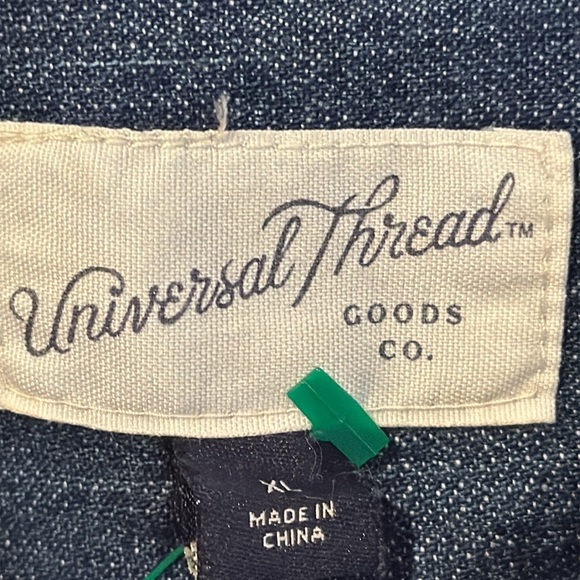 Universal Thread™
GOODS
CO.
XL
MADE IN
CHINA